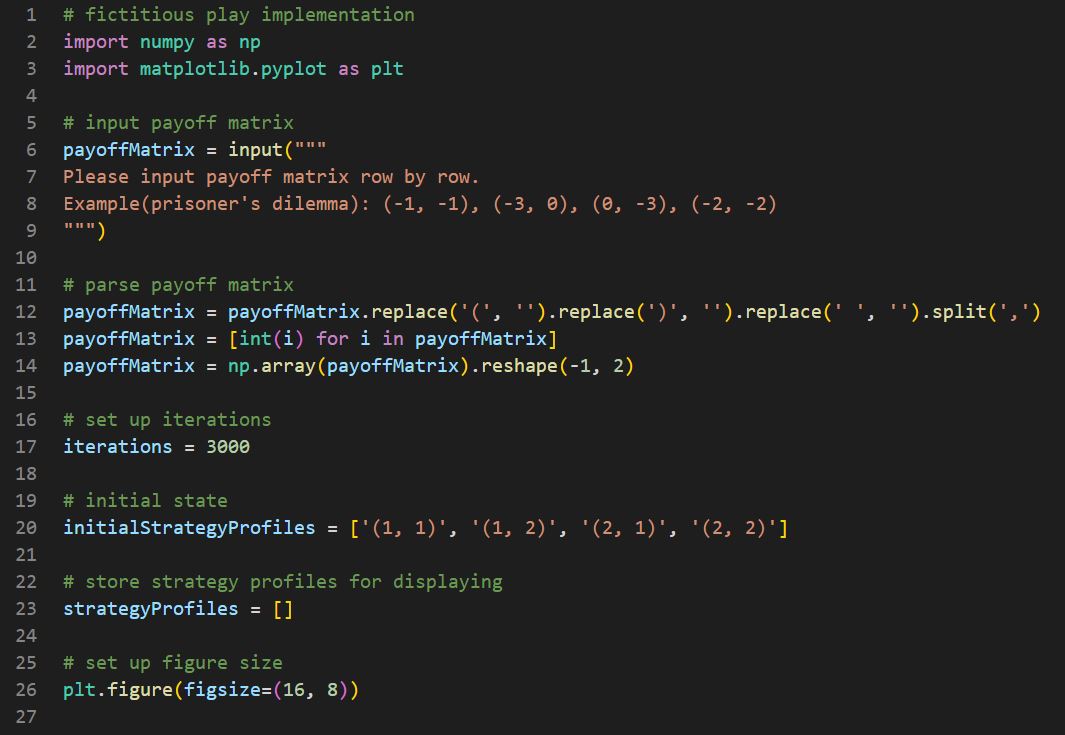 1 # fictitious play implementation
2 import numpy as np
3 import matplotlib.pyplot as plt
4
5 # input payoff matrix
6 payoffMatrix = input("""
7 Please input payoff matrix row by row.
8 Example(prisoner's dilemma): (-1, -1), (-3, 0), (0, -3), (-2, -2)
9 """)
10
11 # parse payoff matrix
12 payoffMatrix = payoffMatrix.replace('(', '').replace(')', '').replace(' ', '').split(',')
13 payoffMatrix = [int(i) for i in payoffMatrix]
14 payoffMatrix = np.array(payoffMatrix).reshape(-1, 2)
15
16 # set up iterations
17 iterations = 3000
18
19 # initial state
20 initialStrategyProfiles = ['(1, 1)', '(1, 2)', '(2, 1)', '(2, 2)']
21
22 # store strategy profiles for displaying
23 strategyProfiles = []
24
25 # set up figure size
26 plt.figure(figsize=(16, 8))
27